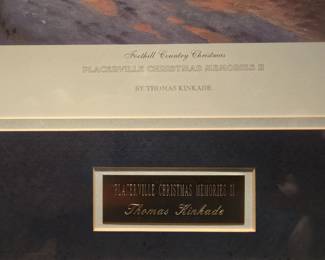 Foothill Country Christmas
PLACERVILLE CHRISTMAS MEMORIES II
BY THOMAS KINKADE
PLACERVILLE CHRISTMAS MEMORIES II
Thomas Kinkade